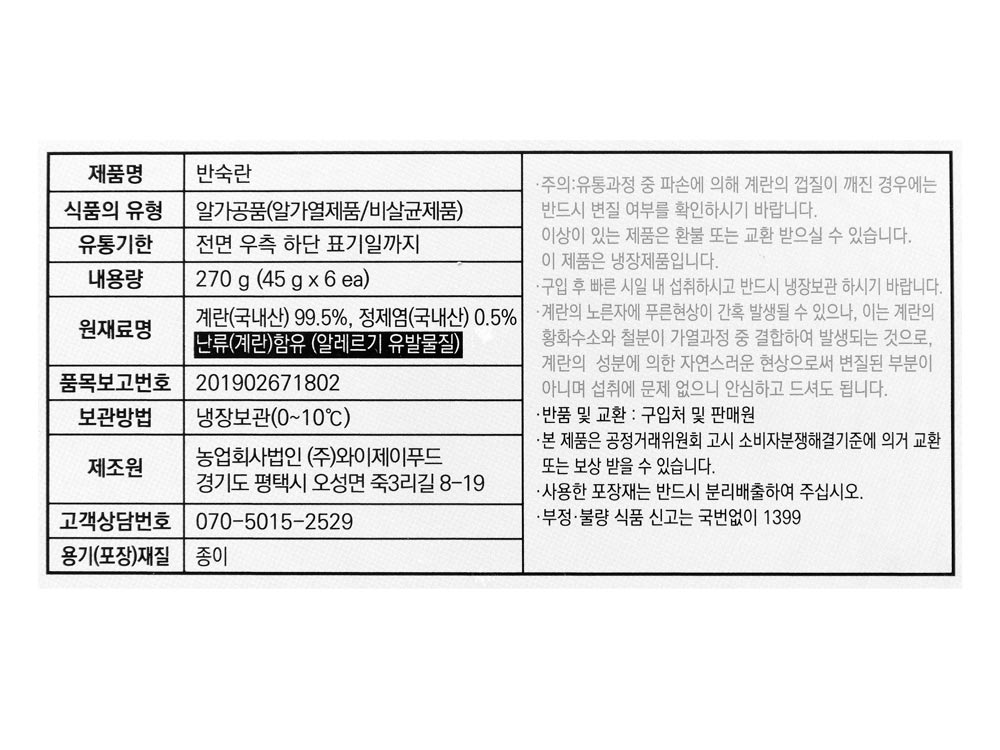 제품명 반숙란
식품의 유형 알가공품(알가열제품/비살균제품)
유통기한 전면 우측 하단 표기일까지
내용량 270 g (45 g x 6 ea)
원재료명 계란(국내산) 99.5%, 정제염(국내산) 0.5%
난류(계란)함유 (알레르기 유발물질)
품목보고번호 201902671802
보관방법 냉장보관(0~10℃)
제조원 농업회사법인 (주)와이제이푸드
경기도 평택시 오성면 죽3리길 8-19
고객상담번호 070-5015-2529
용기(포장)재질 종이
·주의:유통과정 중 파손에 의해 계란의 껍질이 깨진 경우에는
반드시 변질 여부를 확인하시기 바랍니다.
이상이 있는 제품은 환불 또는 교환 받으실 수 있습니다.
이 제품은 냉장제품입니다.
·구입 후 빠른 시일 내 섭취하시고 반드시 냉장보관 하시기 바랍니다.
·계란의 노른자에 푸른현상이 간혹 발생될 수 있으나, 이는 계란의
황화수소와 철분이 가열과정 중 결합하여 발생되는 것으로,
계란의 성분에 의한 자연스러운 현상으로써 변질된 부분이
아니며 섭취에 문제 없으니 안심하고 드셔도 됩니다.
·반품 및 교환 : 구입처 및 판매원
·본 제품은 공정거래위원회 고시 소비자분쟁해결기준에 의거 교환
또는 보상 받을 수 있습니다.
·사용한 포장재는 반드시 분리배출하여 주십시오.
·부정·불량 식품 신고는 국번없이 1399